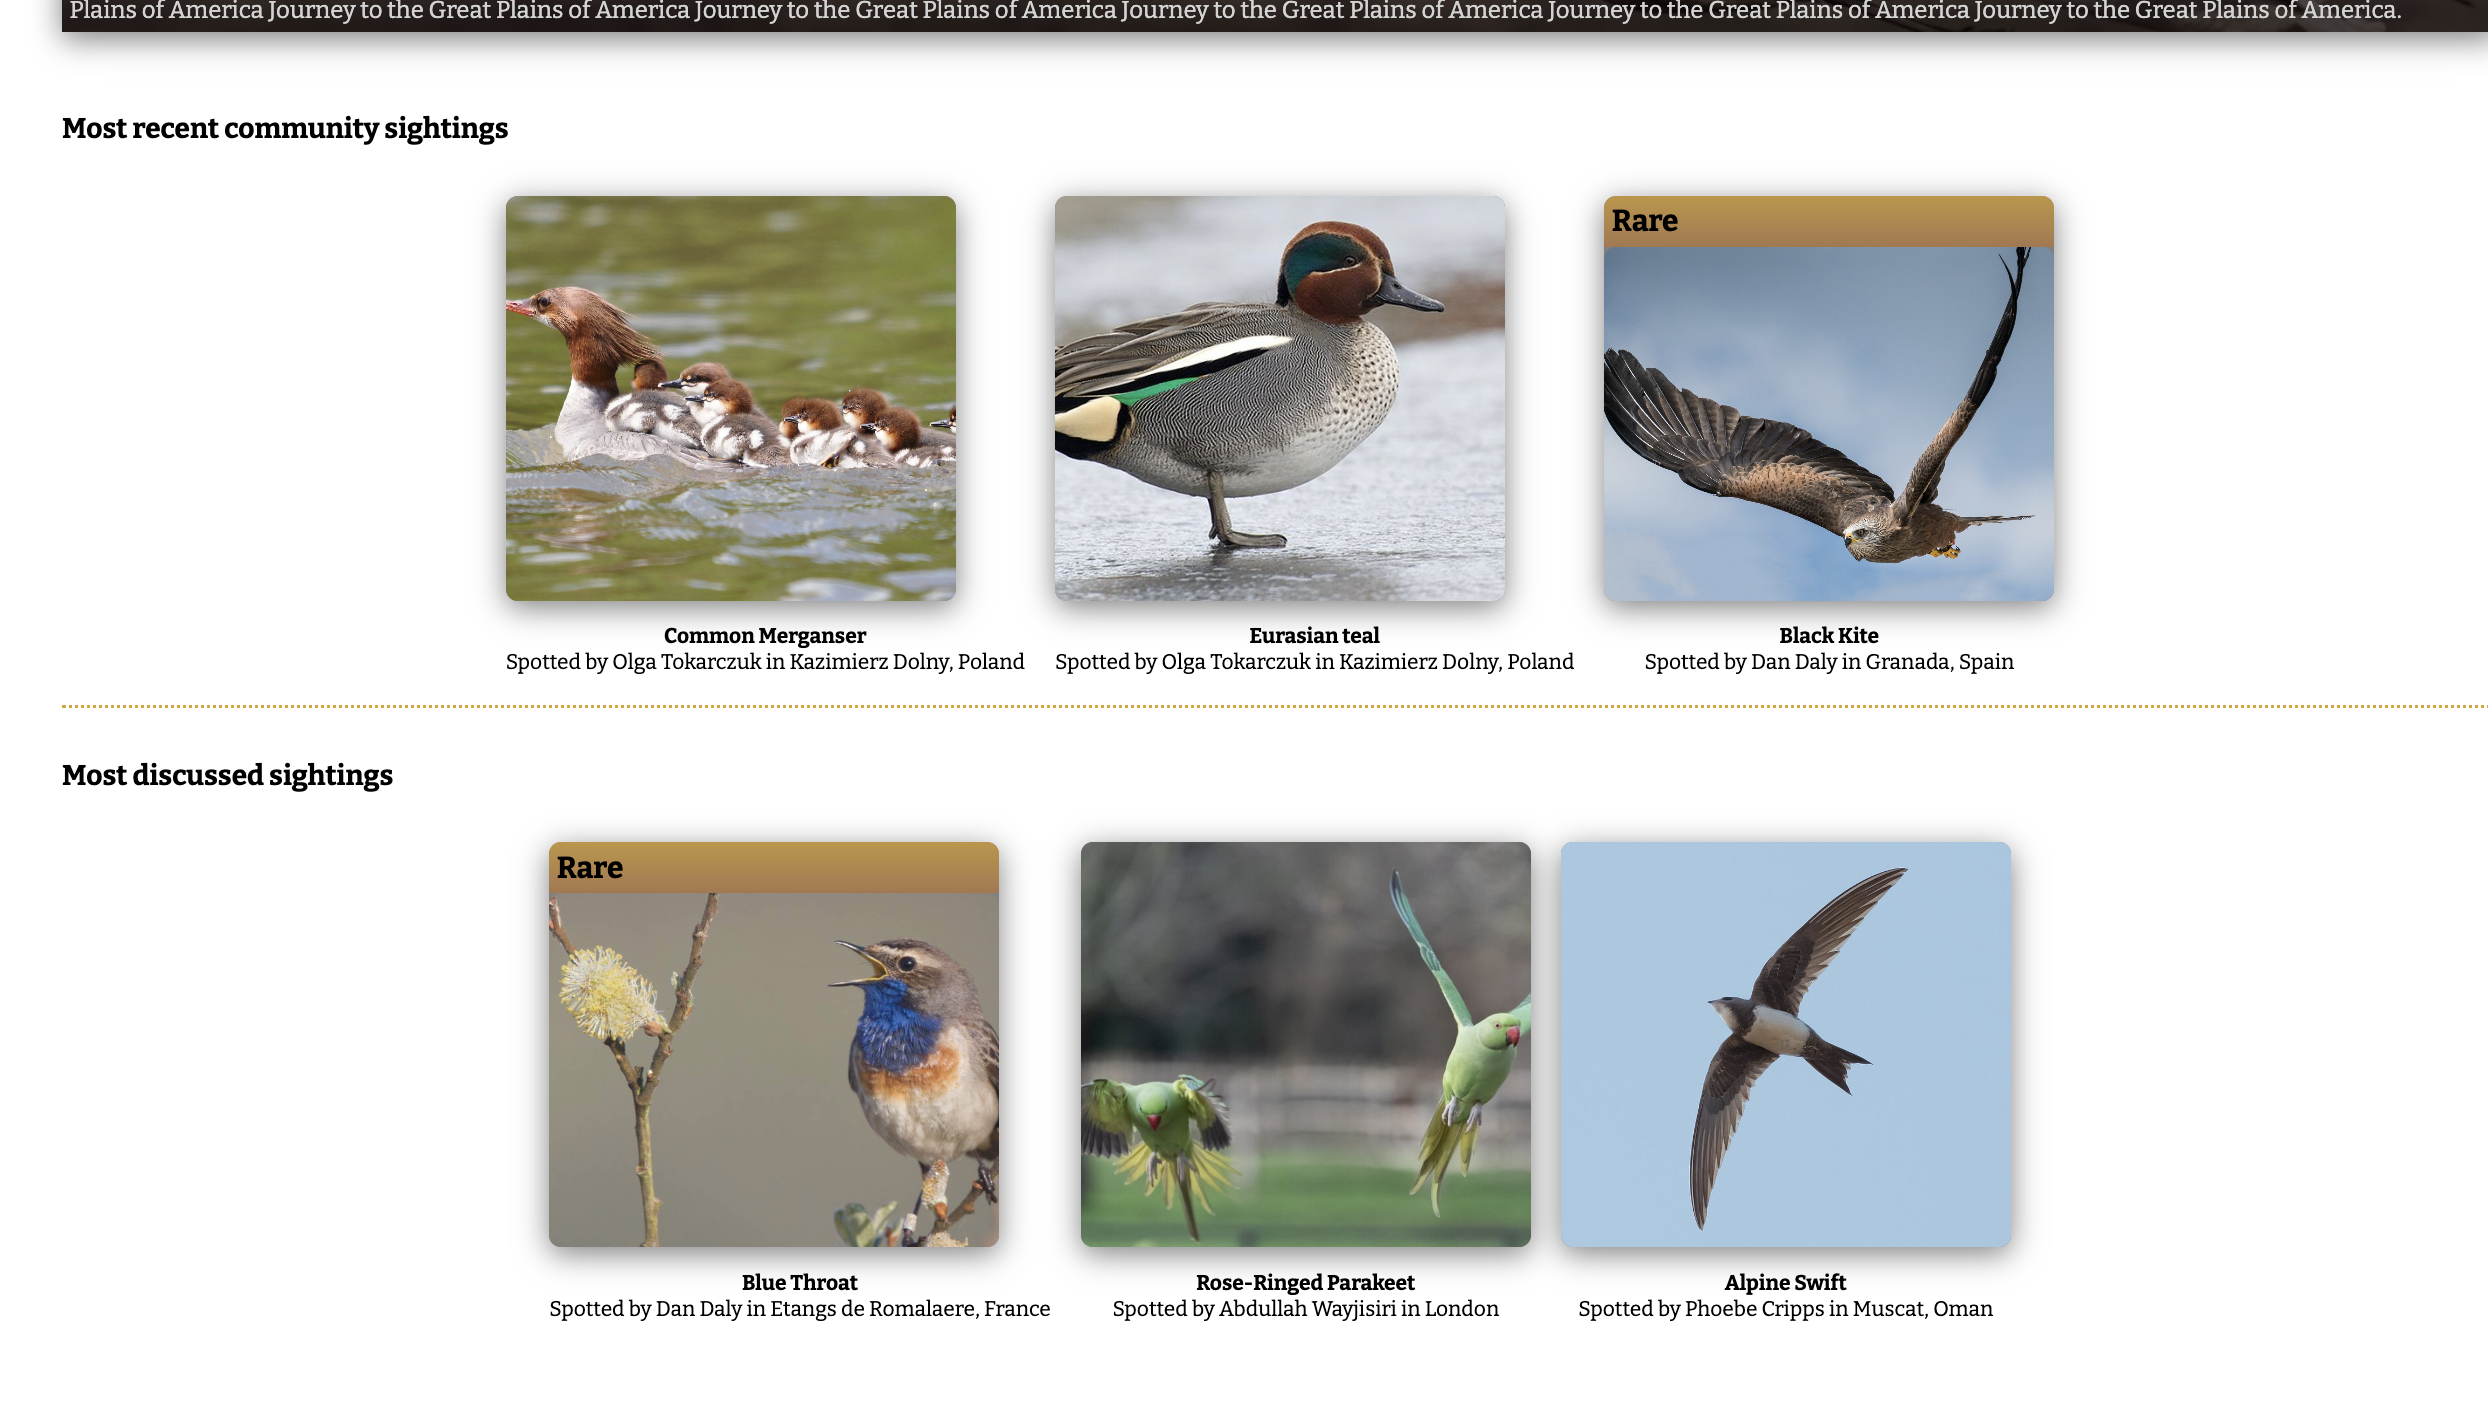 Plains of America Journey to the Great Plains of America Journey to the Great Plains of America Journey to the Great Plains of America Journey to the Great Plains of America Journey to the Great Plains of America.
Most recent community sightings
Rare
Common Merganser
Spotted by Olga Tokarczuk in Kazimierz Dolny, Poland
Eurasian teal
Spotted by Olga Tokarczuk in Kazimierz Dolny, Poland
Black Kite
Spotted by Dan Daly in Granada, Spain
Most discussed sightings
Rare
Blue Throat
Spotted by Dan Daly in Etangs de Romalaere, France
Rose-Ringed Parakeet
Spotted by Abdullah Wayjisiri in London
Alpine Swift
Spotted by Phoebe Cripps in Muscat, Oman